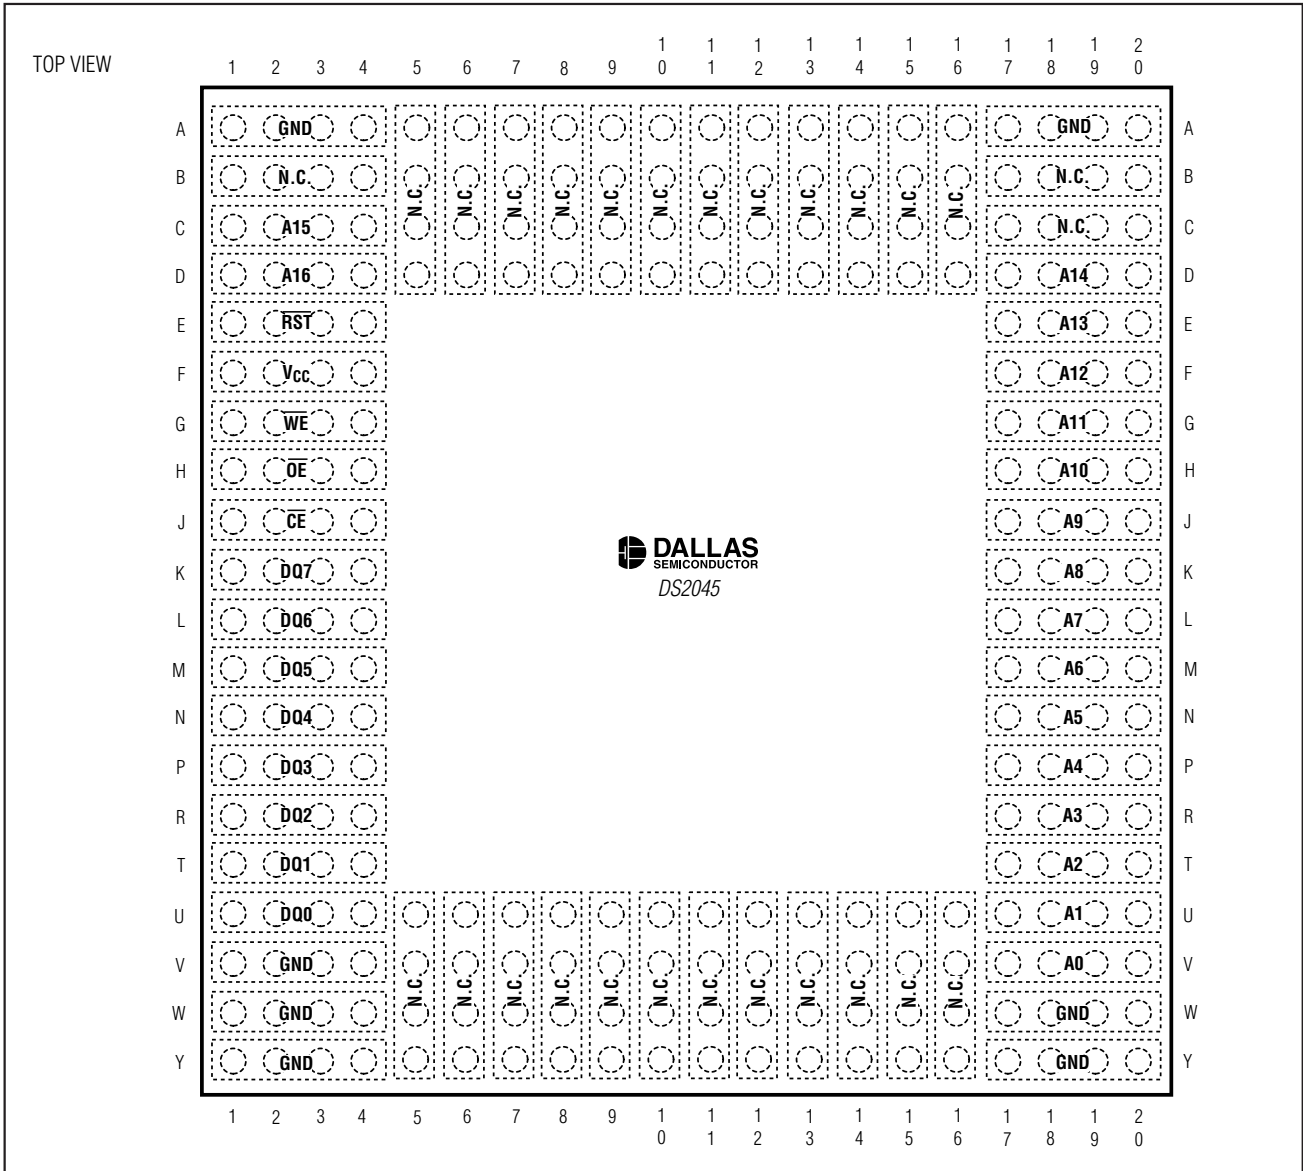 TOP VIEW
1 2 3 4 5 6 7 8 9 10 11 12 13 14 15 16 17 18 19 20
A GND GND A
B N.C. N.C. B
C A15 N.C. C
N.C. N.C. N.C. N.C. N.C. N.C. N.C. N.C. N.C. N.C. N.C. N.C.
D A16 A14 D
E RST A13 E
F VCC A12 F
G WE A11 G
H OE A10 H
J CE A9 J
DALLAS
SEMICONDUCTOR
DS2045
K DQ7 A8 K
L DQ6 A7 L
M DQ5 A6 M
N DQ4 A5 N
P DQ3 A4 P
R DQ2 A3 R
T DQ1 A2 T
U DQ0 A1 U
V GND A0 V
N.C. N.C. N.C. N.C. N.C. N.C. N.C. N.C. N.C. N.C. N.C. N.C.
W GND GND W
Y GND GND Y
1 2 3 4 5 6 7 8 9 10 11 12 13 14 15 16 17 18 19 20